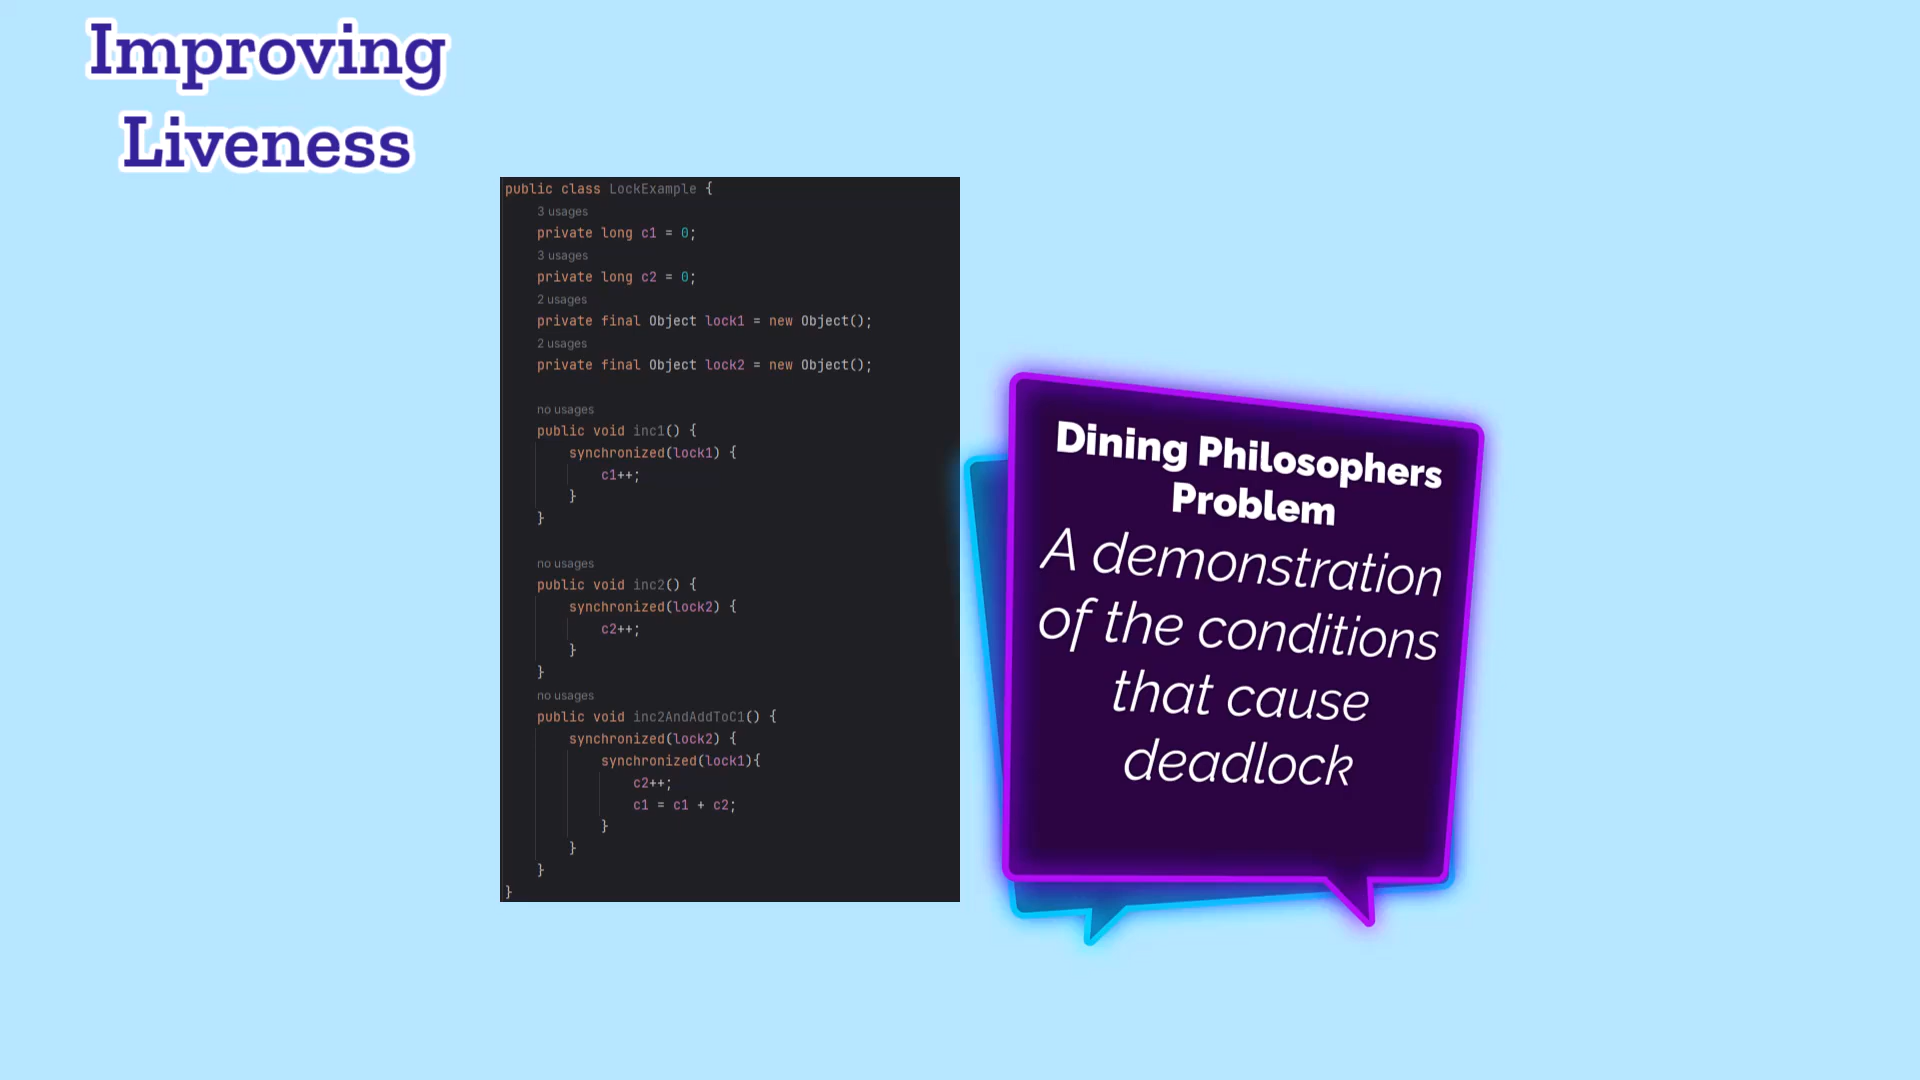 Improving
Liveness
public class LockExample {
3 usages
private long c1 = 0;
3 usages
private long c2 = 0;
2 usages
private final Object lock1 = new Object();
2 usages
private final Object lock2 = new Object();
no usages
public void inc1() {
synchronized(lock1) {
c1++;
}
}
no usages
public void inc2() {
synchronized(lock2) {
c2++;
}
}
no usages
public void inc2AndAddToC1() {
synchronized(lock2) {
synchronized(lock1){
c2++;
c1 = c1 + c2;
}
}
}
}
Dining Philosophers
Problem
A demonstration
of the conditions
that cause
deadlock